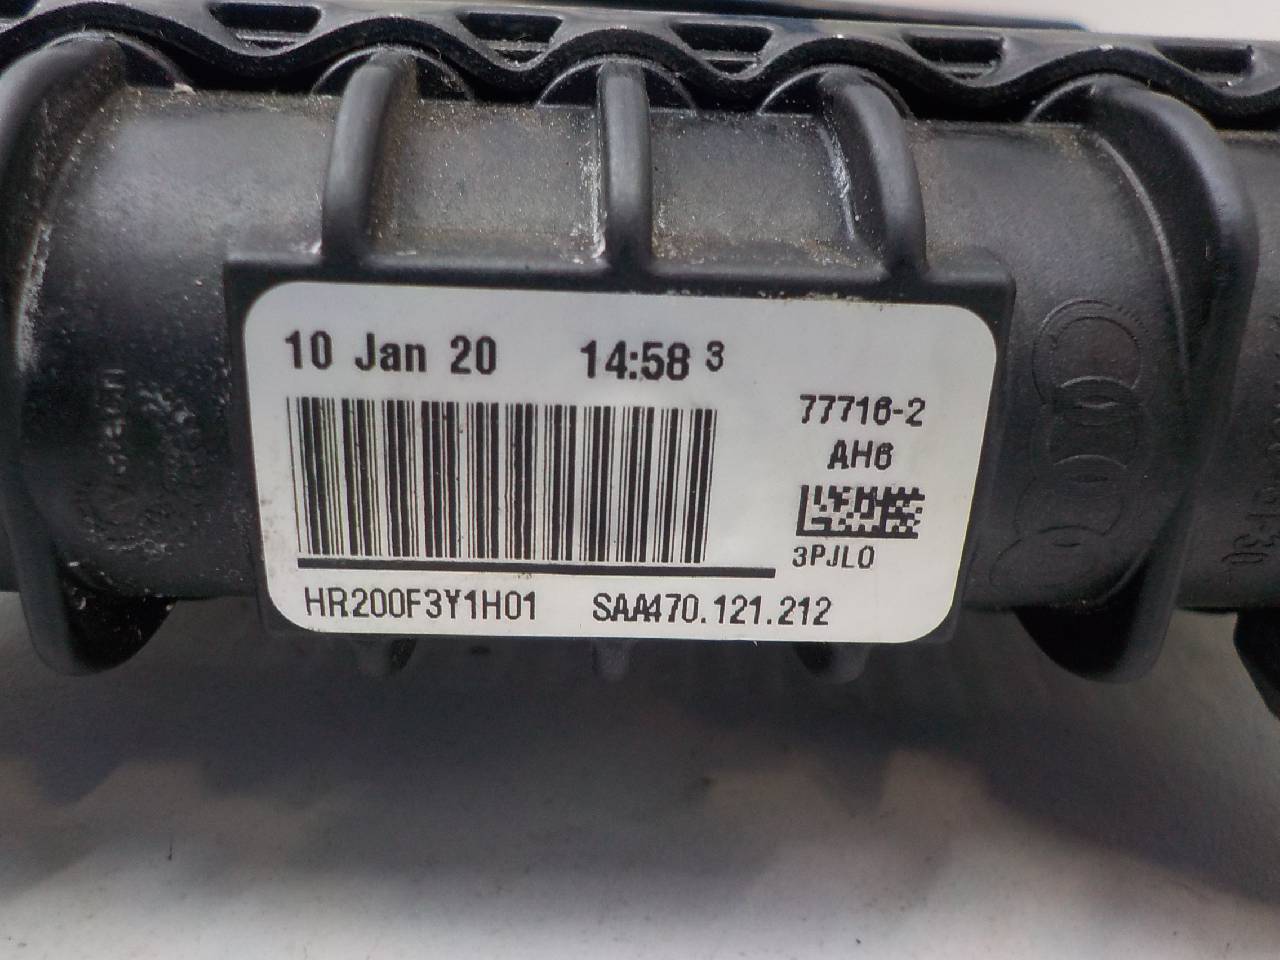 10 Jan 20 14:58 3
77716-2
AH6
3PJLO
HR200F3Y1H01 SAA470.121.212